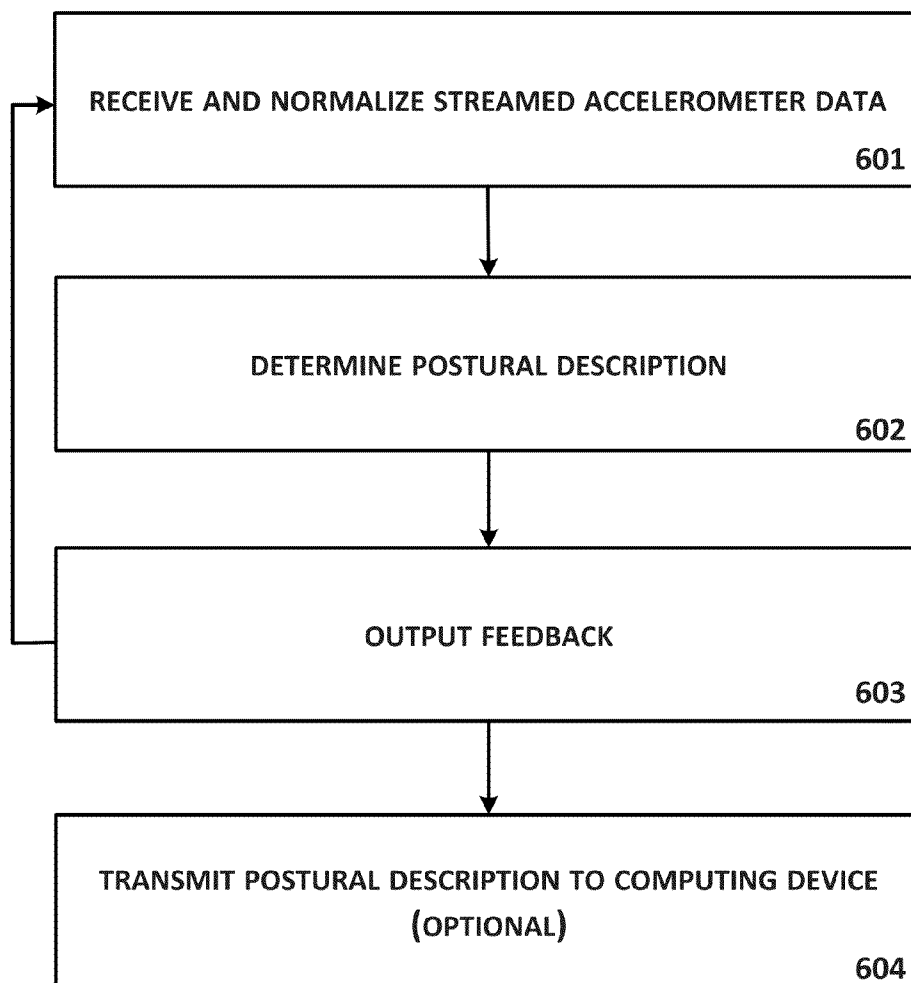 RECEIVE AND NORMALIZE STREAMED ACCELEROMETER DATA
601
DETERMINE POSTURAL DESCRIPTION
602
OUTPUT FEEDBACK
603
TRANSMIT POSTURAL DESCRIPTION TO COMPUTING DEVICE
(OPTIONAL)
604